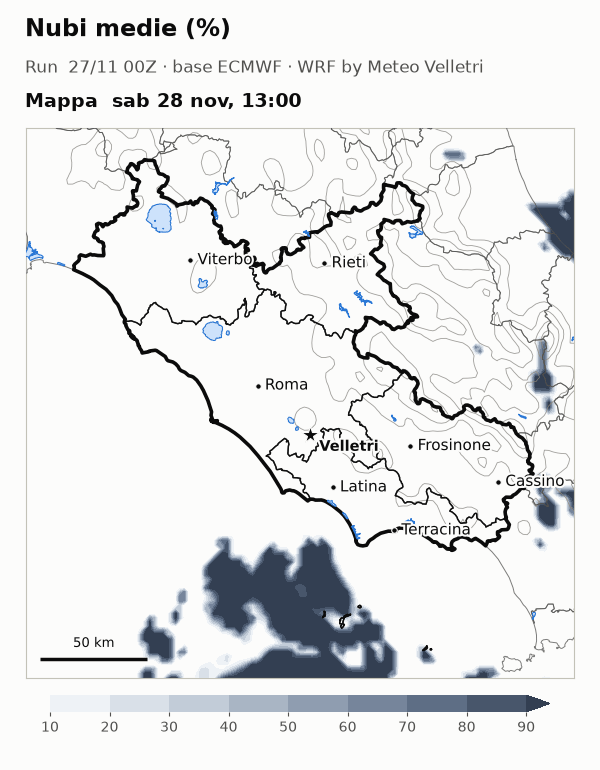 Nubi medie (%)
Run  27/11 00Z · base ECMWF · WRF by Meteo Velletri
Mappa  sab 28 nov, 13:00
Viterbo
Rieti
Roma
Velletri
Frosinone
Cassino
Latina
Terracina
50 km
10 20 30 40 50 60 70 80 90